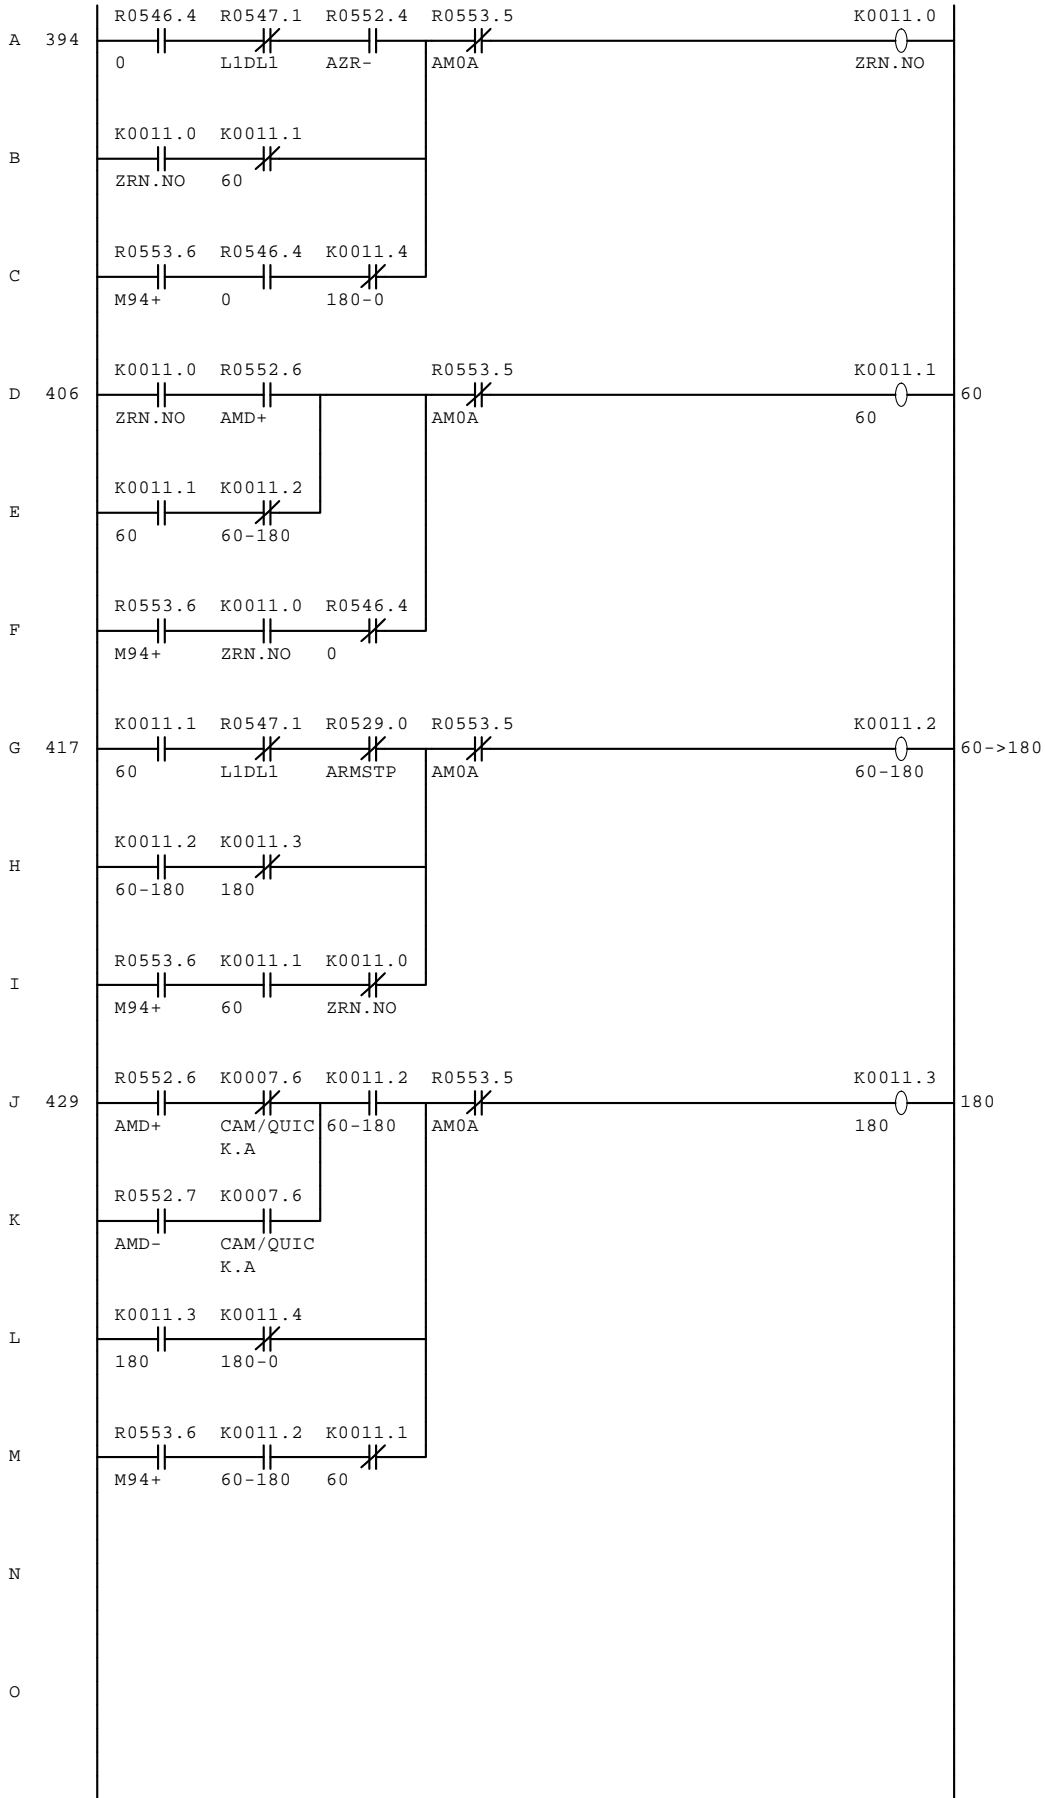 R0546.4 R0547.1 R0552.4 R0553.5 K0011.0
A 394
0 L1DL1 AZR- AM0A ZRN.NO
K0011.0 K0011.1
B
ZRN.NO 60
R0553.6 R0546.4 K0011.4
C
M94+ 0 180-0
K0011.0 R0552.6 R0553.5 K0011.1
D 406 60
ZRN.NO AMD+ AM0A 60
K0011.1 K0011.2
E
60 60-180
R0553.6 K0011.0 R0546.4
F
M94+ ZRN.NO 0
K0011.1 R0547.1 R0529.0 R0553.5 K0011.2
G 417 60->180
60 L1DL1 ARMSTP AM0A 60-180
K0011.2 K0011.3
H
60-180 180
R0553.6 K0011.1 K0011.0
I
M94+ 60 ZRN.NO
R0552.6 K0007.6 K0011.2 R0553.5 K0011.3
J 429 180
AMD+ CAM/QUIC 60-180 AM0A 180
K.A
R0552.7 K0007.6
K
AMD- CAM/QUIC
K.A
K0011.3 K0011.4
L
180 180-0
R0553.6 K0011.2 K0011.1
M
M94+ 60-180 60
N
O